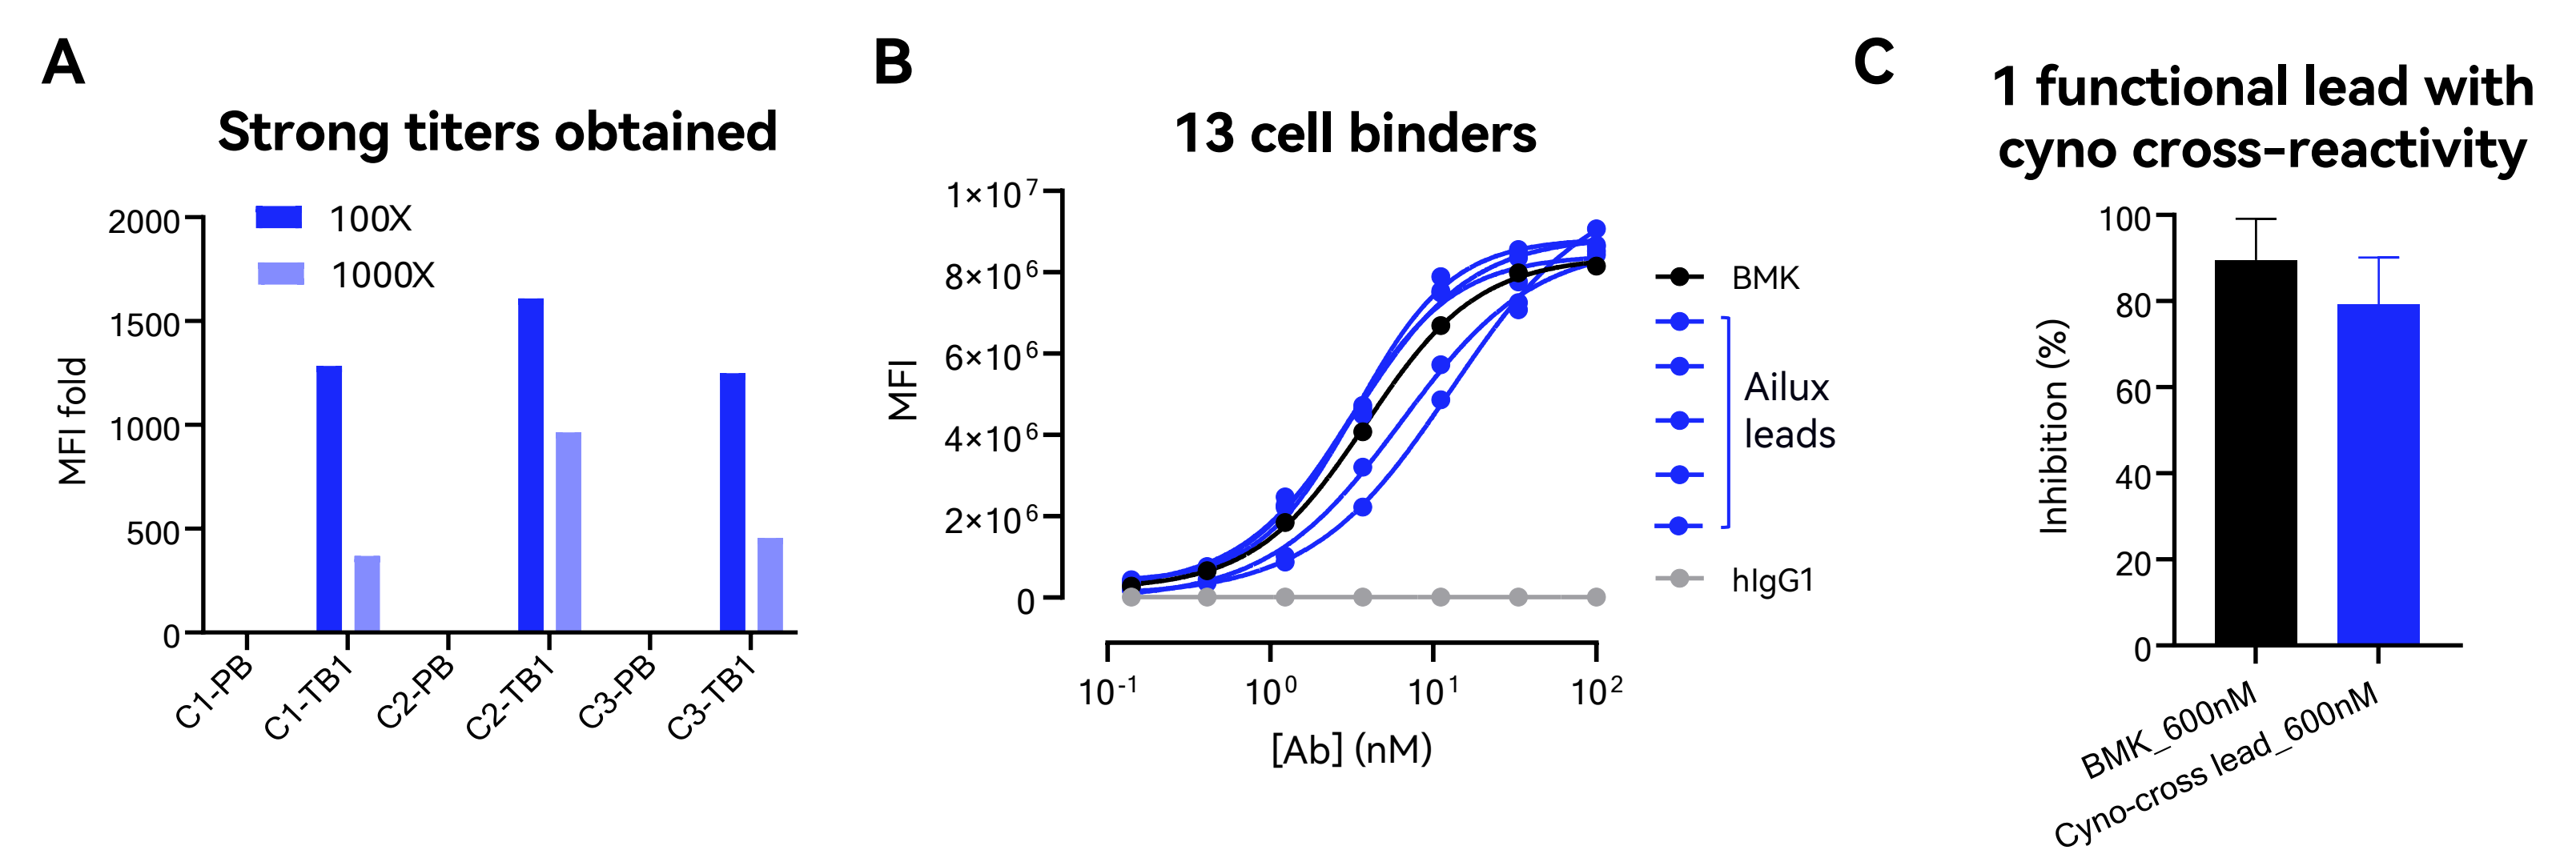 A
Strong titers obtained
100X
1000X
2000
1500
1000
500
0
MFI fold
C1-PB
C1-TB1
C2-PB
C2-TB1
C3-PB
C3-TB1
B
13 cell binders
1×10⁷
8×10⁶
6×10⁶
4×10⁶
2×10⁶
0
MFI
10⁻¹
10⁰
10¹
10²
[Ab] (nM)
BMK
Ailux
leads
hIgG1
C
1 functional lead with
cyno cross-reactivity
100
80
60
40
20
0
Inhibition (%)
BMK_600nM
Cyno-cross lead_600nM